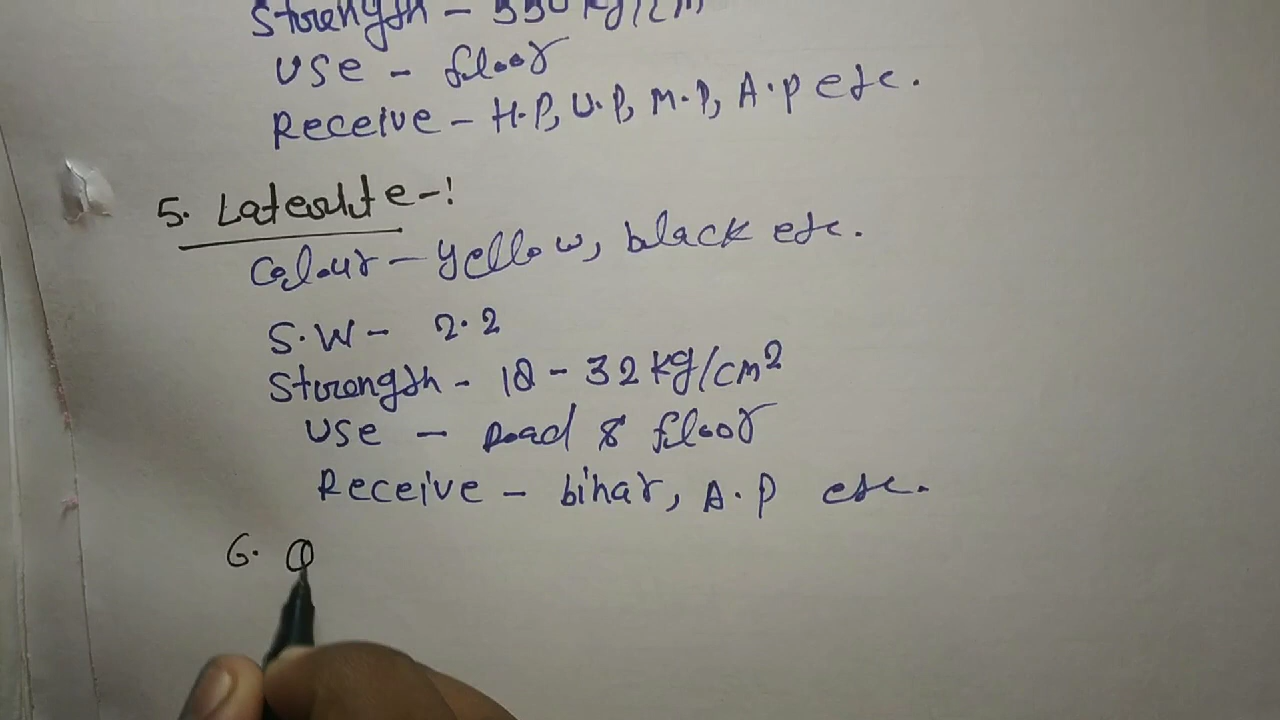 Strength - 550 kg/cm
Use - floor
Receive - H.P, U.P, M.P, A.P etc.
5. Laterite -!
Colour - yellow, black etc.
S.W - 2.2
Strength - 18 - 32 kg/cm²
Use - road & floor
Receive - bihar, A.P etc.
6. Q